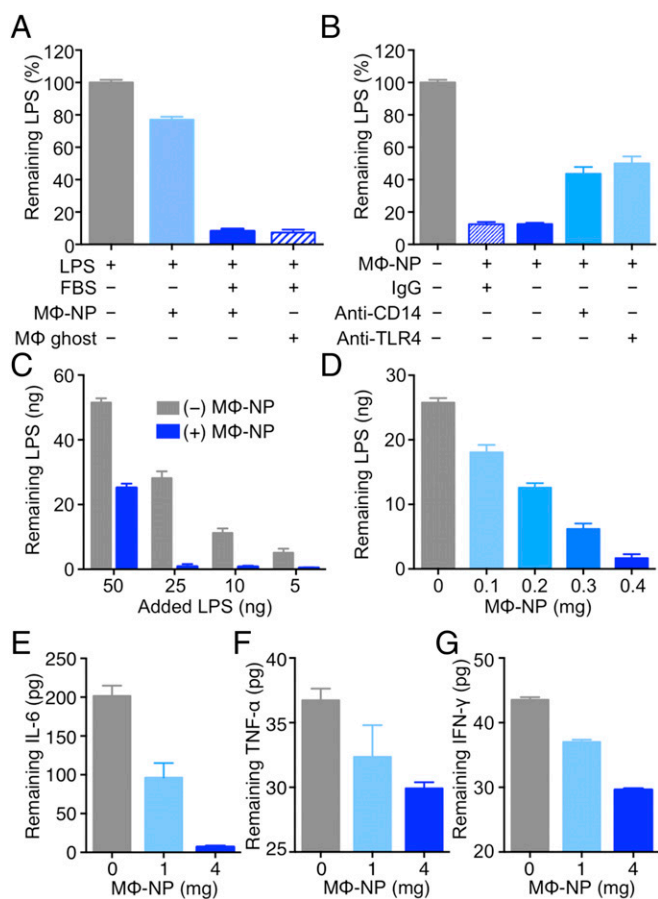 A
Remaining LPS (%)
120
100
80
60
40
20
0
LPS + + + +
FBS − − + +
MΦ-NP − + + −
MΦ ghost − − − +
B
Remaining LPS (%)
120
100
80
60
40
20
0
MΦ-NP − + + + +
IgG − + − − −
Anti-CD14 − − − + −
Anti-TLR4 − − − − +
C
Remaining LPS (ng)
60
40
20
0
(−) MΦ-NP
(+) MΦ-NP
50 25 10 5
Added LPS (ng)
D
Remaining LPS (ng)
30
20
10
0
0 0.1 0.2 0.3 0.4
MΦ-NP (mg)
E
Remaining IL-6 (pg)
250
200
150
100
50
0
0 1 4
MΦ-NP (mg)
F
Remaining TNF-α (pg)
40
35
30
25
0 1 4
MΦ-NP (mg)
G
Remaining IFN-γ (pg)
50
40
30
20
0 1 4
MΦ-NP (mg)